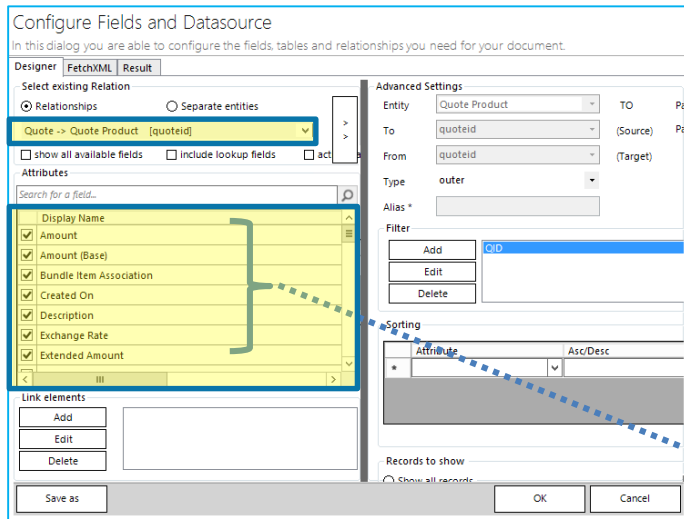 Configure Fields and Datasource
In this dialog you are able to configure the fields, tables and relationships you need for your document.
Designer FetchXML Result
Select existing Relation
Relationships Separate entities
Quote -> Quote Product [quoteid]
show all available fields include lookup fields
> >
Attributes
Search for a field...
Display Name
Amount
Amount (Base)
Bundle Item Association
Created On
Description
Exchange Rate
Extended Amount
Link elements
Add
Edit
Delete
Save as
Advanced Settings
Entity Quote Product TO
To quoteid (Source)
From quoteid (Target)
Type outer
Alias *
Filter
Add
Edit
Delete
QID
Sorting
Attribute Asc/Desc
*
Records to show
Show all records
OK Cancel